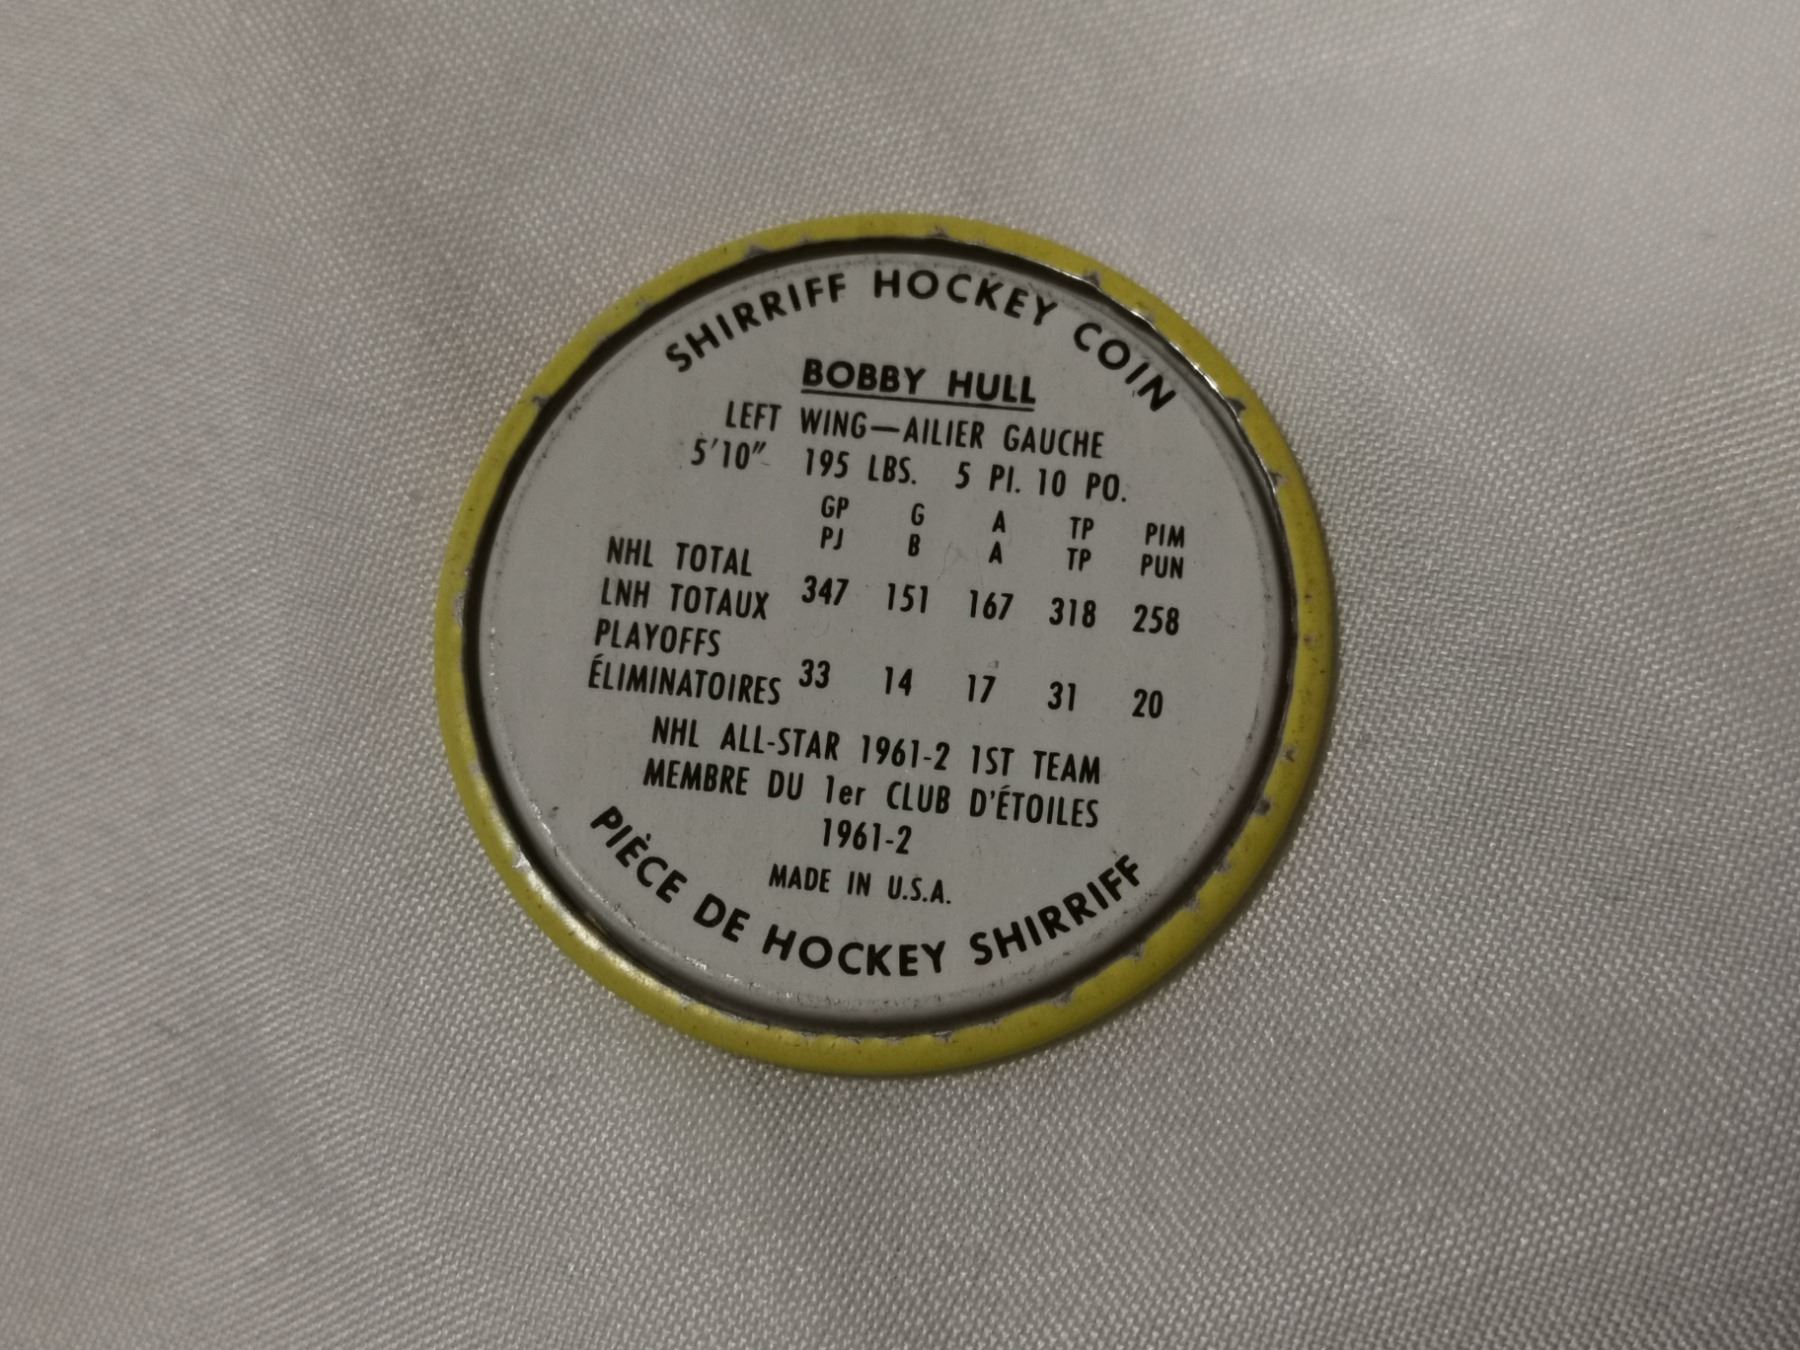 SHIRRIFF HOCKEY COIN
BOBBY HULL
LEFT WING—AILIER GAUCHE
5'10" 195 LBS. 5 PI. 10 PO.
GP G A TP PIM
PJ B A TP PUN
NHL TOTAL
LNH TOTAUX 347 151 167 318 258
PLAYOFFS
ÉLIMINATOIRES 33 14 17 31 20
NHL ALL-STAR 1961-2 1ST TEAM
MEMBRE DU 1er CLUB D'ÉTOILES
1961-2
MADE IN U.S.A.
PIÈCE DE HOCKEY SHIRRIFF